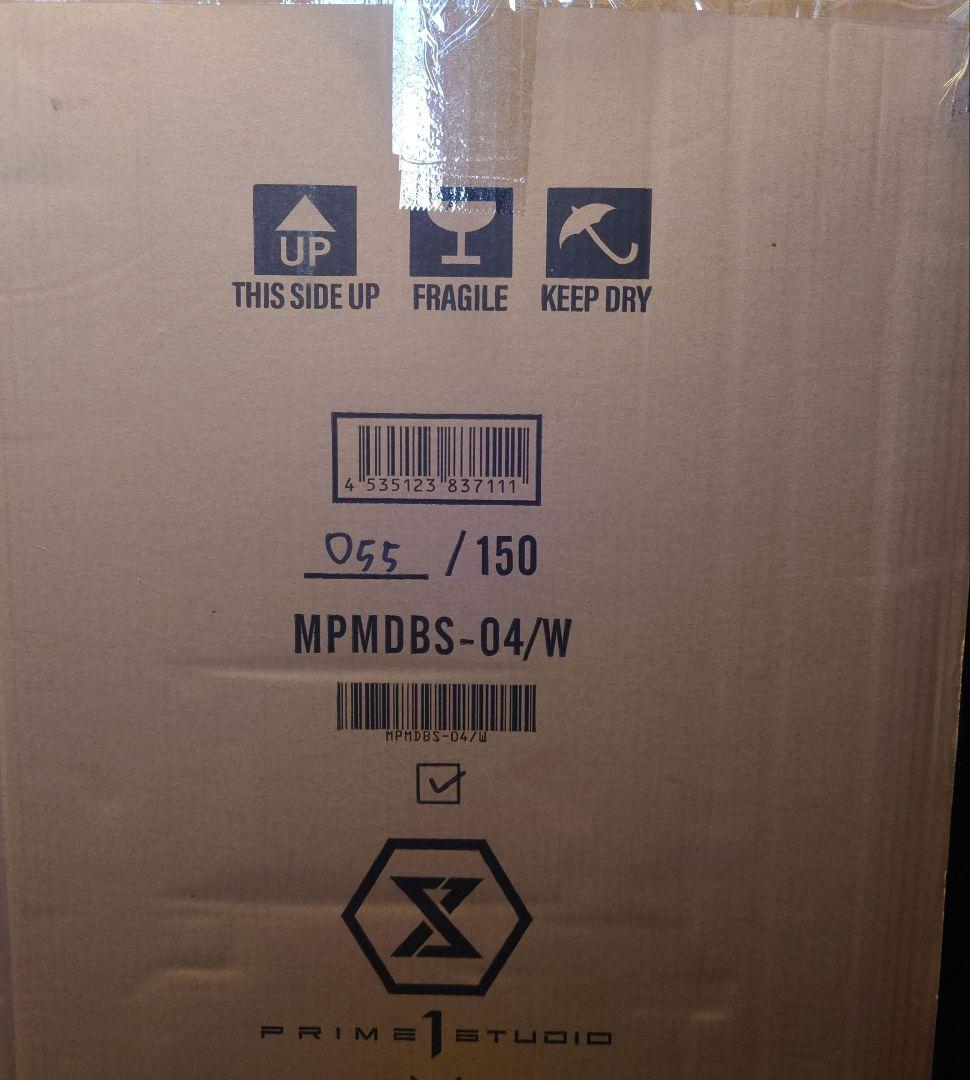 UP
THIS SIDE UP FRAGILE KEEP DRY
4 535123 837111
055 /150
MPMDBS-04/W
MPMDBS-04/W
PRIME 1 STUDIO